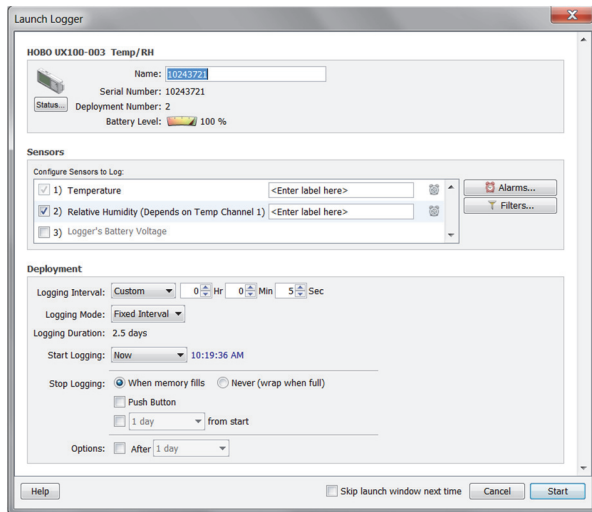 Launch Logger
HOBO UX100-003 Temp/RH
Name: 10243721
Serial Number: 10243721
Status... Deployment Number: 2
Battery Level: 100 %
Sensors
Configure Sensors to Log:
1) Temperature <Enter label here>
Alarms...
2) Relative Humidity (Depends on Temp Channel 1) <Enter label here>
Filters...
3) Logger's Battery Voltage
Deployment
Logging Interval: Custom 0 Hr 0 Min 5 Sec
Logging Mode: Fixed Interval
Logging Duration: 2.5 days
Start Logging: Now 10:19:36 AM
Stop Logging: When memory fills Never (wrap when full)
Push Button
1 day from start
Options: After 1 day
Help Skip launch window next time Cancel Start